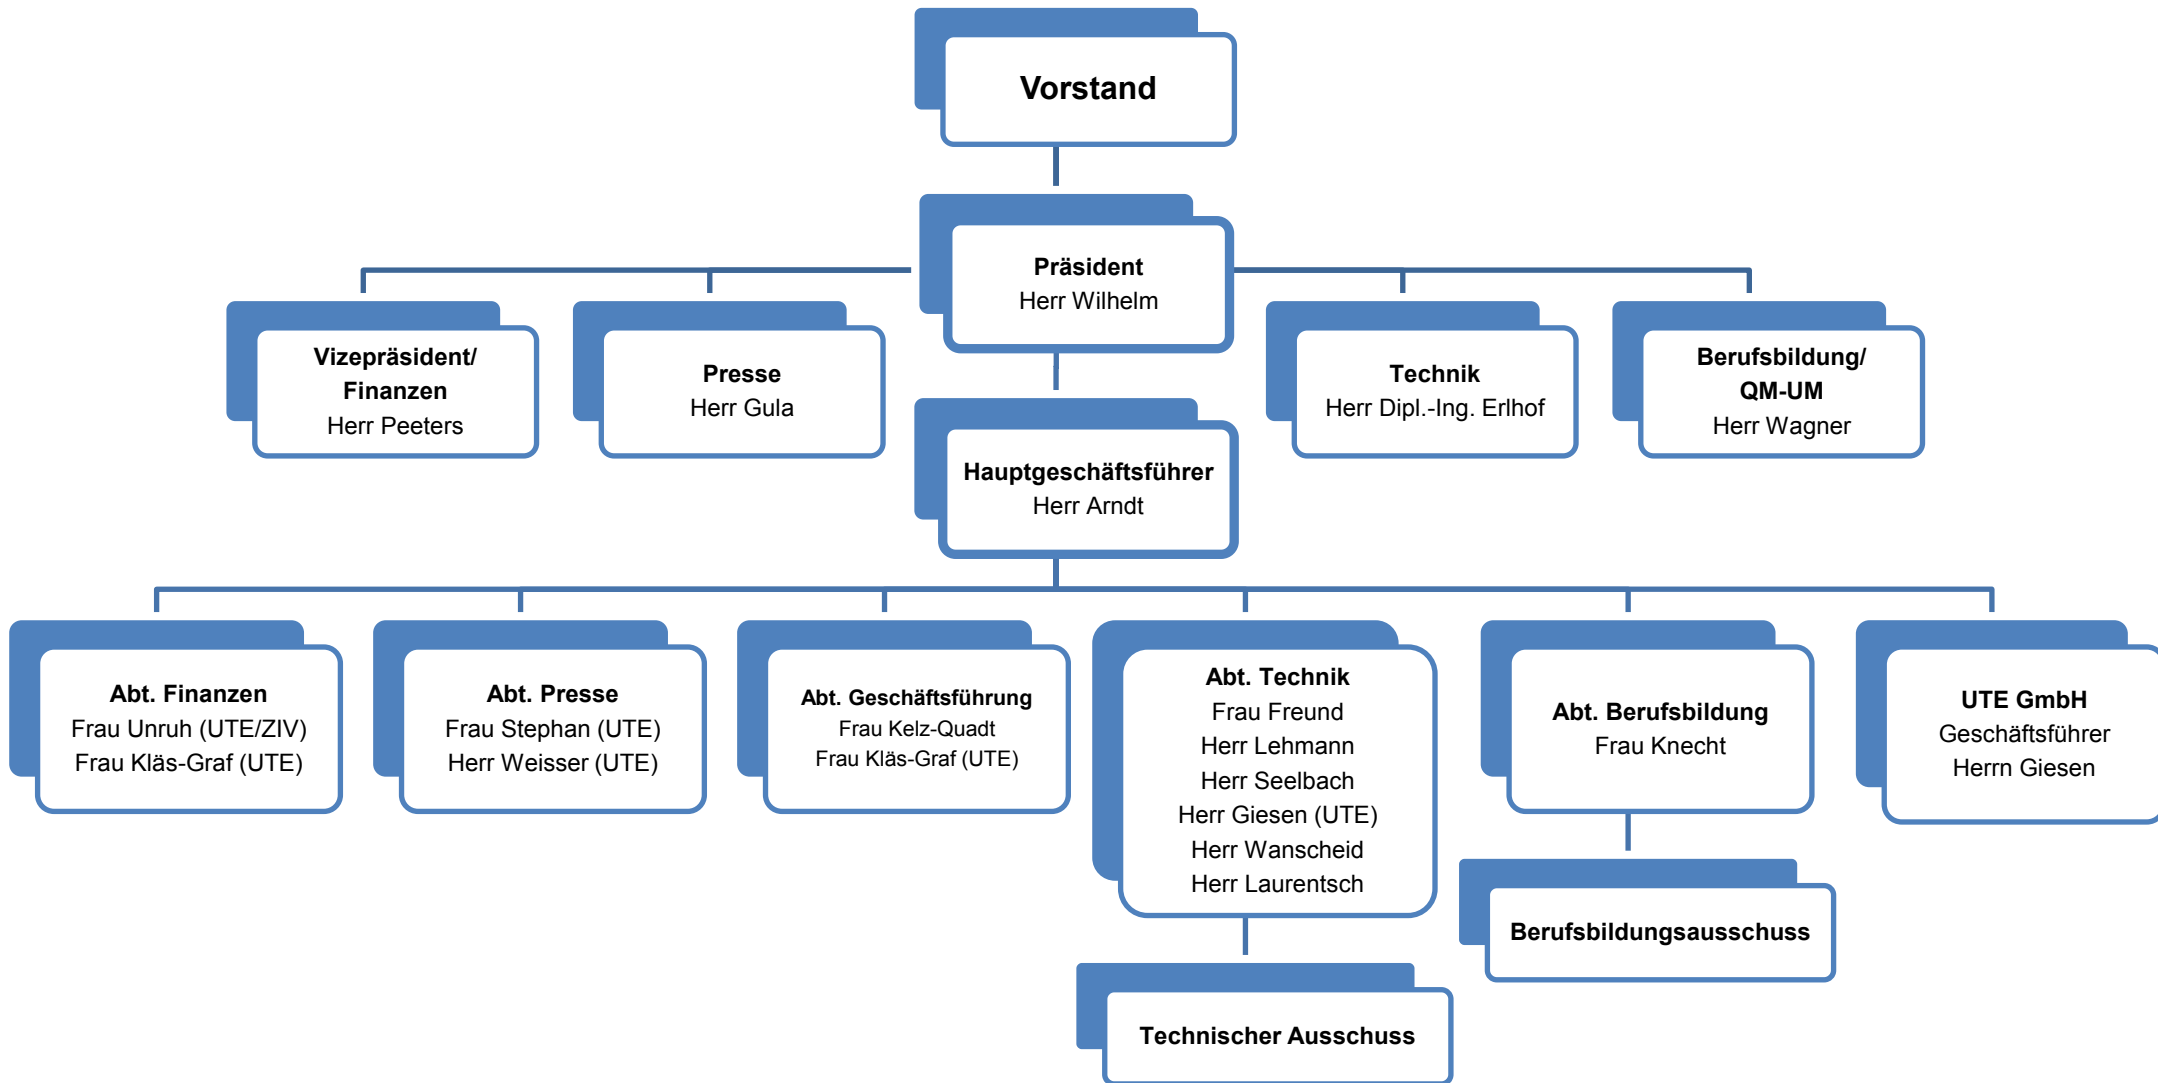 Vorstand
Präsident
Herr Wilhelm
Vizepräsident/
Finanzen
Herr Peeters
Presse
Herr Gula
Technik
Herr Dipl.-Ing. Erlhof
Berufsbildung/
QM-UM
Herr Wagner
Hauptgeschäftsführer
Herr Arndt
Abt. Finanzen
Frau Unruh (UTE/ZIV)
Frau Kläs-Graf (UTE)
Abt. Presse
Frau Stephan (UTE)
Herr Weisser (UTE)
Abt. Geschäftsführung
Frau Kelz-Quadt
Frau Kläs-Graf (UTE)
Abt. Technik
Frau Freund
Herr Lehmann
Herr Seelbach
Herr Giesen (UTE)
Herr Wanscheid
Herr Laurentsch
Abt. Berufsbildung
Frau Knecht
UTE GmbH
Geschäftsführer
Herrn Giesen
Berufsbildungsausschuss
Technischer Ausschuss